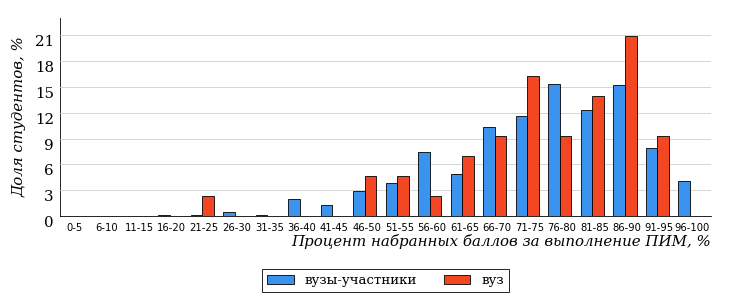 Доля студентов, %
21
18
15
12
9
6
3
0
0-5 6-10 11-15 16-20 21-25 26-30 31-35 36-40 41-45 46-50 51-55 56-60 61-65 66-70 71-75 76-80 81-85 86-90 91-95 96-100
Процент набранных баллов за выполнение ПИМ, %
вузы-участники вуз